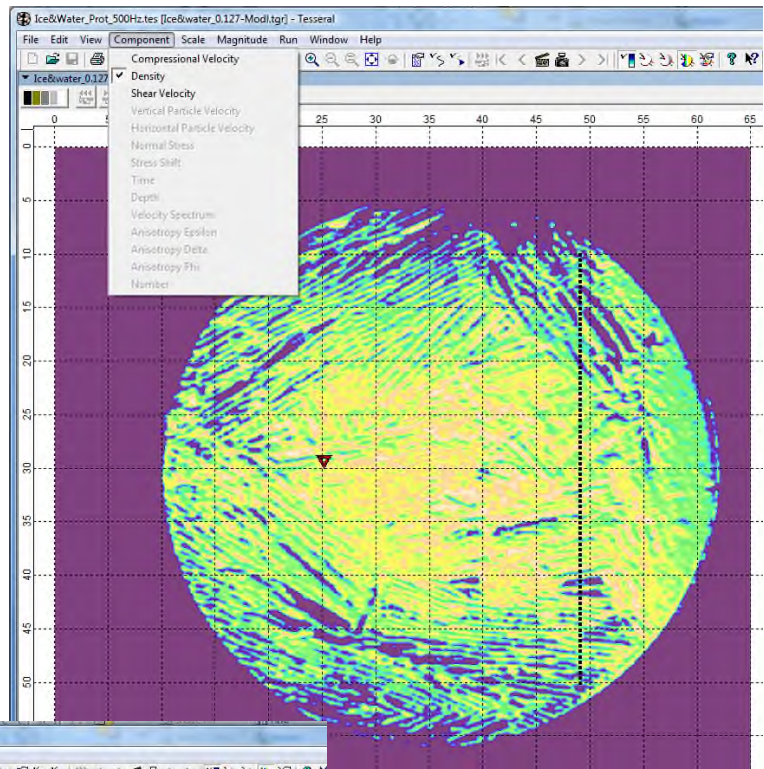 Ice&Water_Prot_500Hz.tes [Ice&water_0.127-Modl.tgr] - Tesseral
File Edit View Component Scale Magnitude Run Window Help
Ice&water_0.127
Compressional Velocity
Density
Shear Velocity
Vertical Particle Velocity
Horizontal Particle Velocity
Normal Stress
Stress Shift
Time
Depth
Velocity Spectrum
Anisotropy Epsilon
Anisotropy Delta
Anisotropy Phi
Number
0 5 25 30 35 40 45 50 55 60 65
0
5
10
15
20
25
30
35
40
45
50